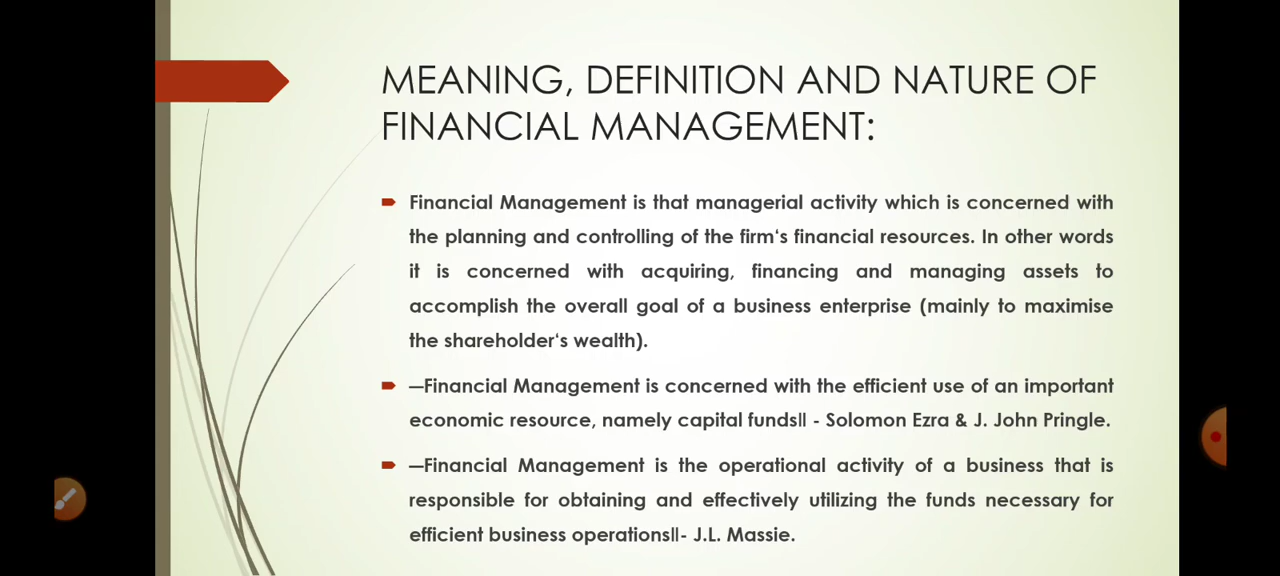 MEANING, DEFINITION AND NATURE OF
FINANCIAL MANAGEMENT:
Financial Management is that managerial activity which is concerned with
the planning and controlling of the firm‘s financial resources. In other words
it is concerned with acquiring, financing and managing assets to
accomplish the overall goal of a business enterprise (mainly to maximise
the shareholder‘s wealth).
―Financial Management is concerned with the efficient use of an important
economic resource, namely capital funds‖ - Solomon Ezra & J. John Pringle.
―Financial Management is the operational activity of a business that is
responsible for obtaining and effectively utilizing the funds necessary for
efficient business operations‖- J.L. Massie.